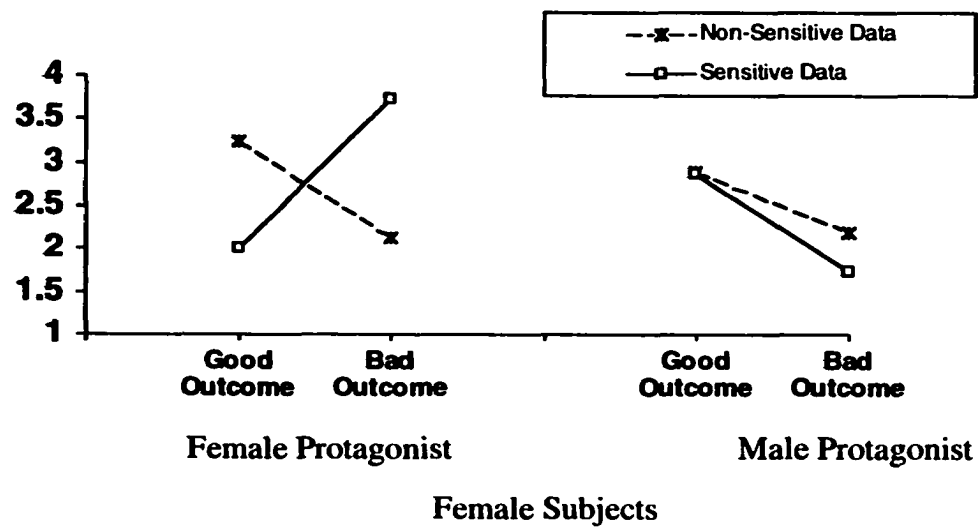 Non-Sensitive Data
Sensitive Data
4
3.5
3
2.5
2
1.5
1
Good Outcome
Bad Outcome
Good Outcome
Bad Outcome
Female Protagonist
Male Protagonist
Female Subjects